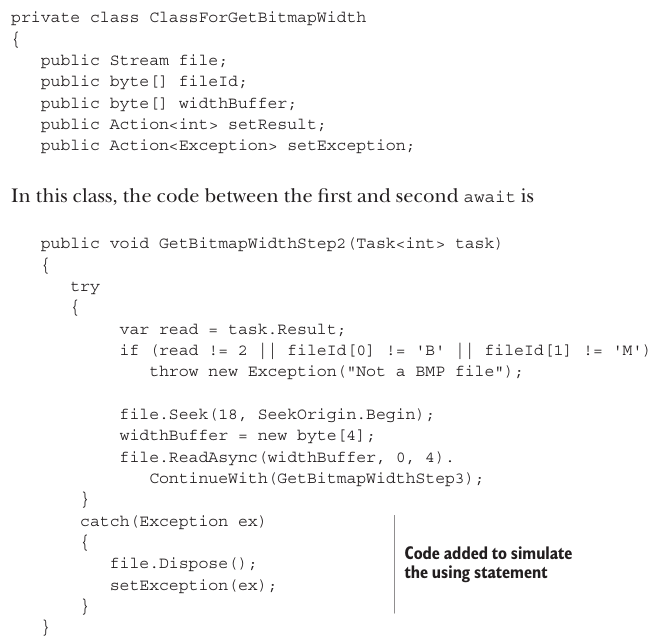 private class ClassForGetBitmapWidth
{
   public Stream file;
   public byte[] fileId;
   public byte[] widthBuffer;
   public Action<int> setResult;
   public Action<Exception> setException;
In this class, the code between the first and second await is
   public void GetBitmapWidthStep2(Task<int> task)
   {
      try
      {
           var read = task.Result;
           if (read != 2 || fileId[0] != 'B' || fileId[1] != 'M')
              throw new Exception("Not a BMP file");
           file.Seek(18, SeekOrigin.Begin);
           widthBuffer = new byte[4];
           file.ReadAsync(widthBuffer, 0, 4).
              ContinueWith(GetBitmapWidthStep3);
       }
       catch(Exception ex)
       {
          file.Dispose();
          setException(ex);
       }
   }
Code added to simulate
the using statement